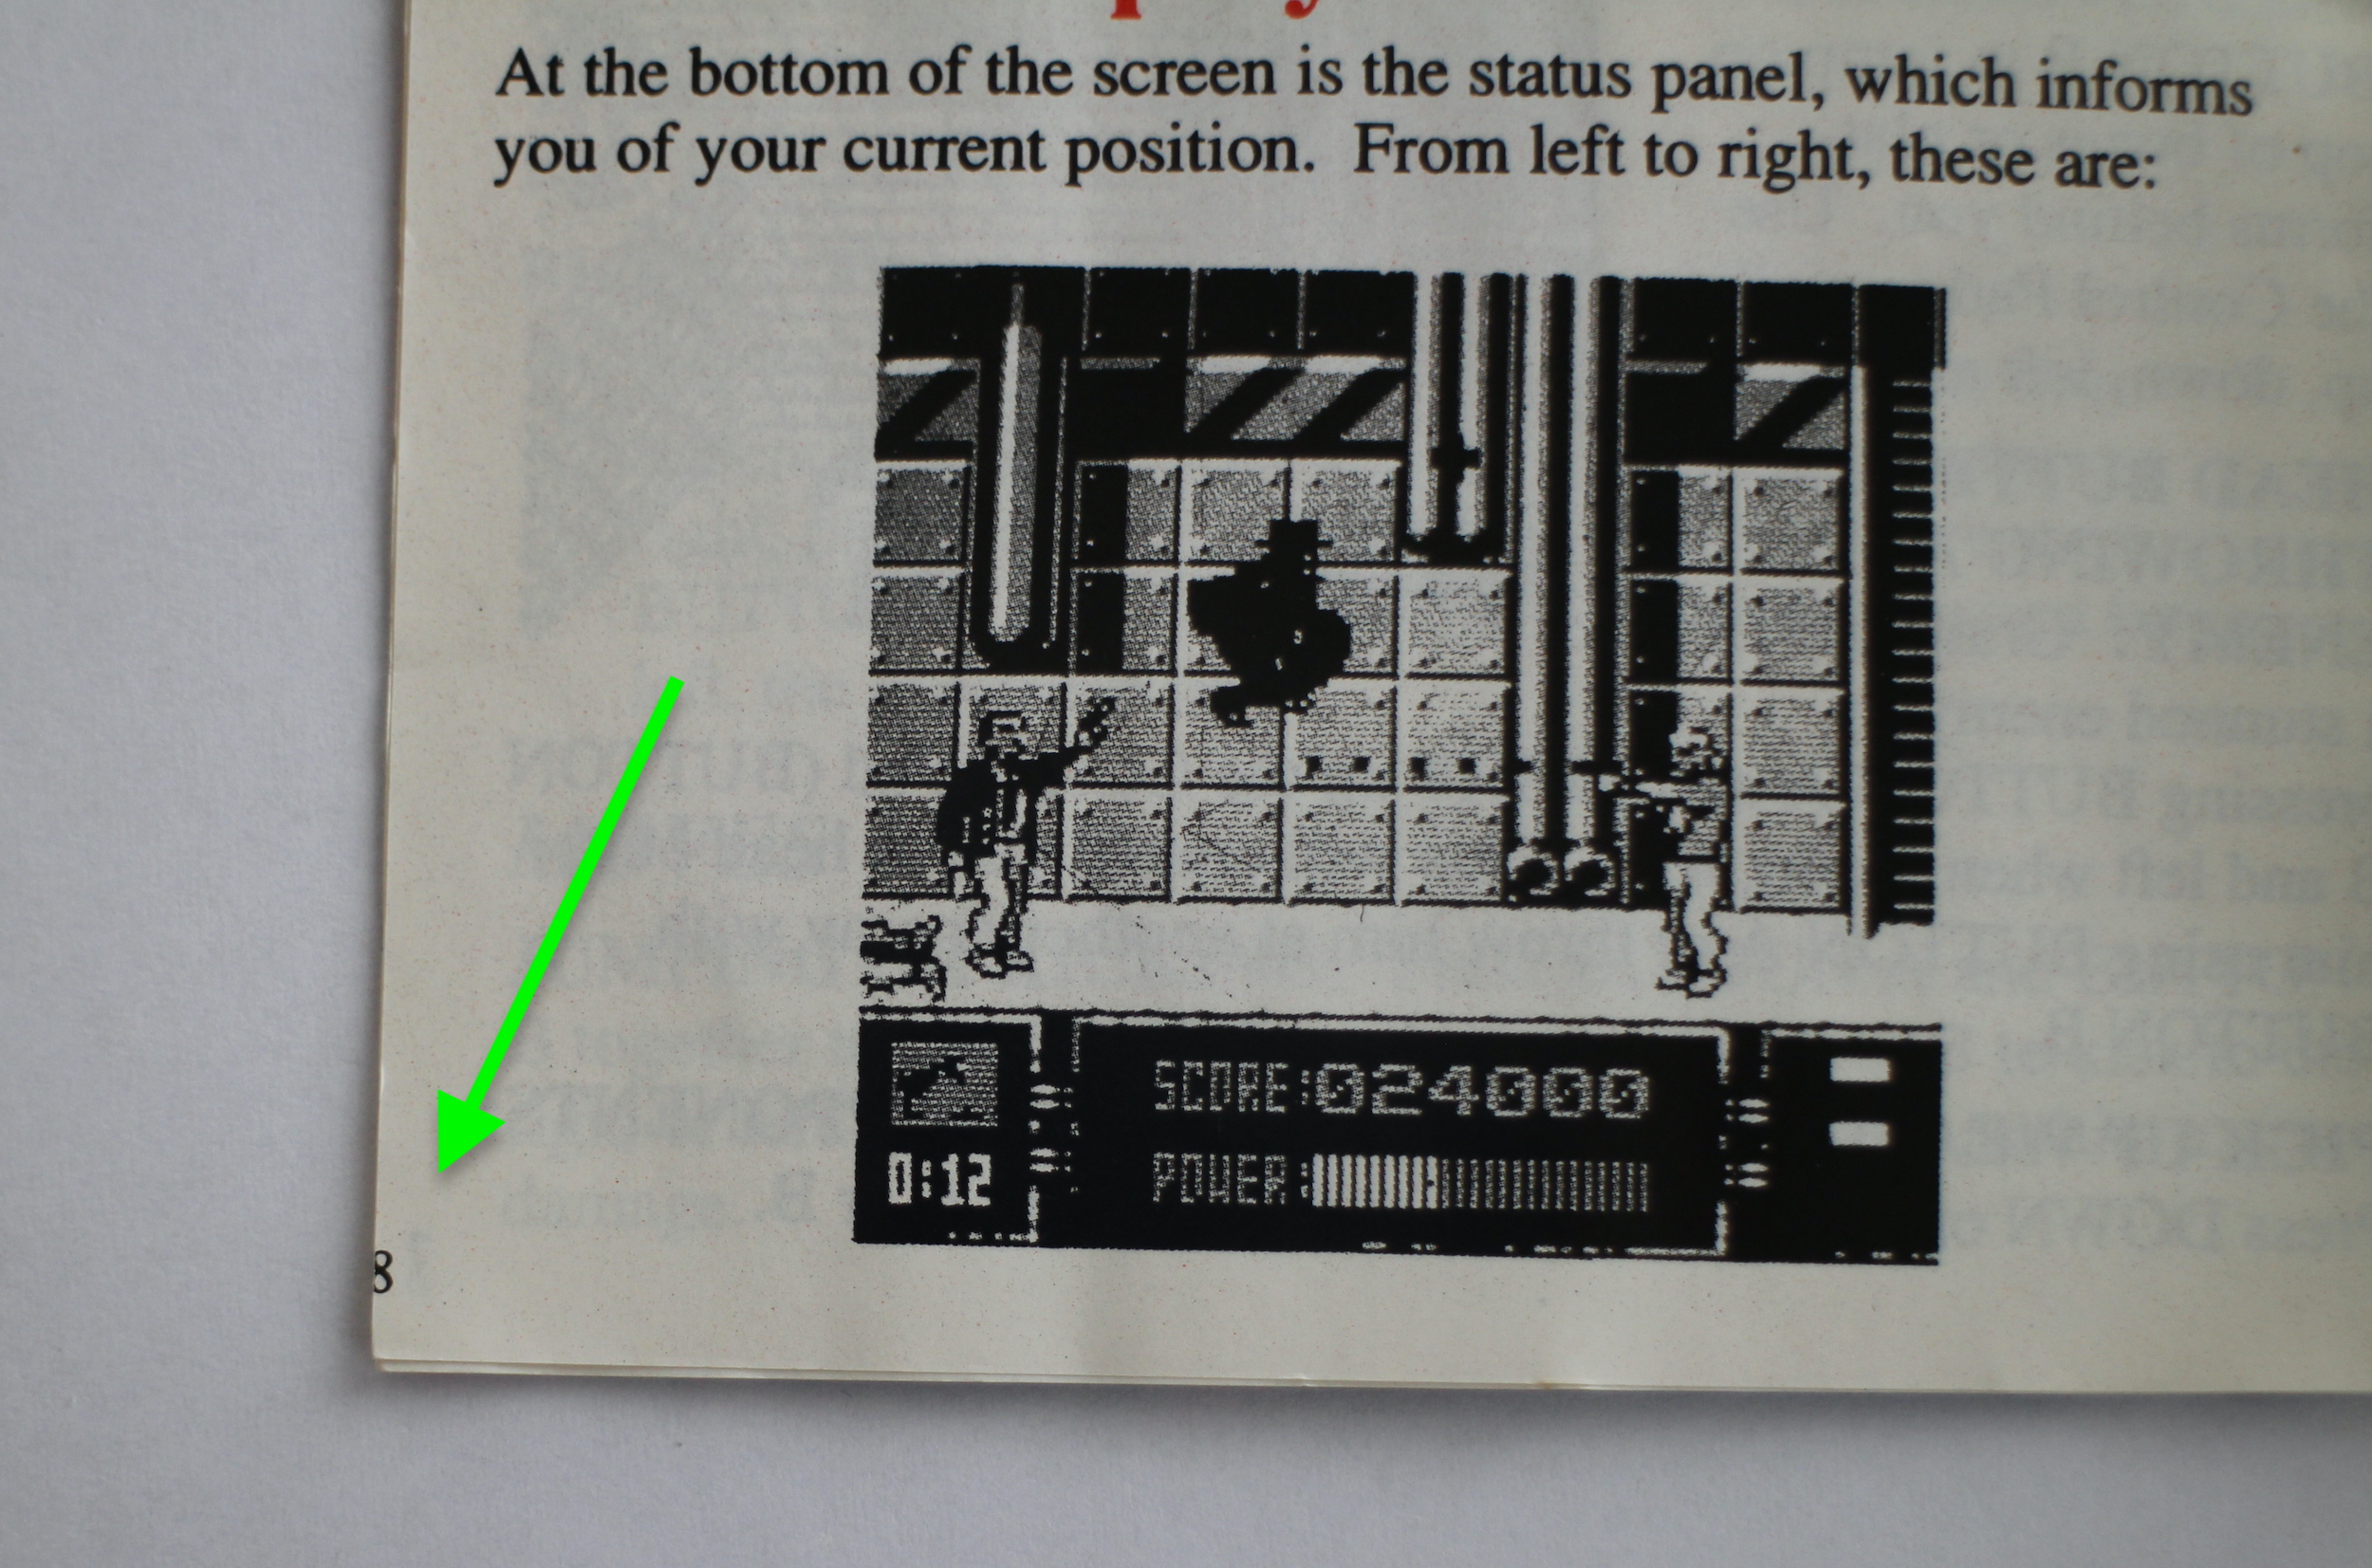 At the bottom of the screen is the status panel, which informs
you of your current position. From left to right, these are:
SCORE:024000
0:12
POWER:
8